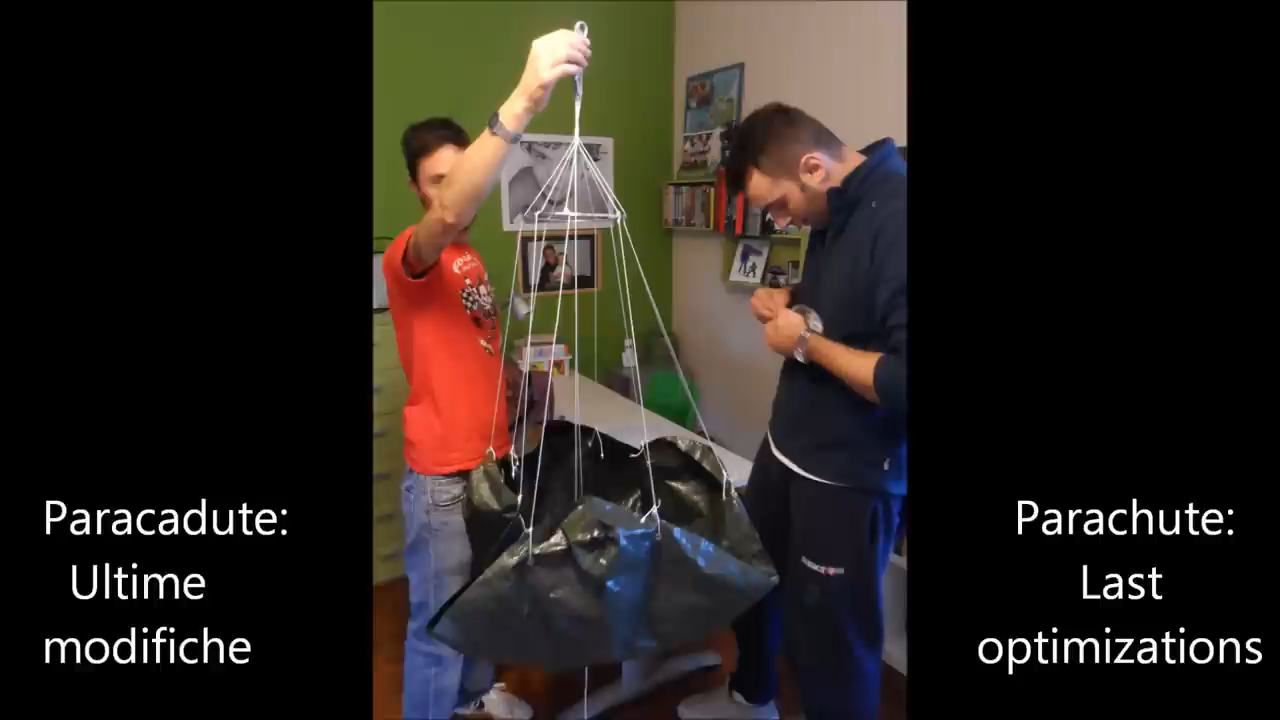 Paracadute:
Ultime
modifiche
Parachute:
Last
optimizations